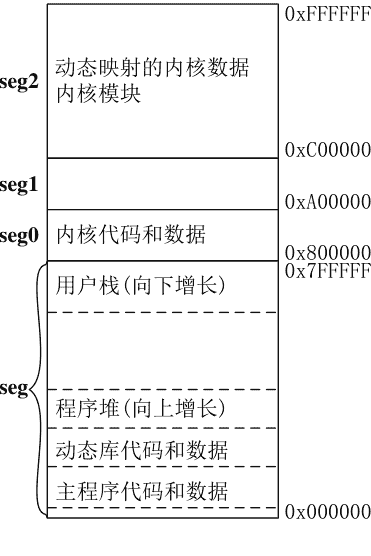 0xFFFFFF
seg2
动态映射的内核数据
内核模块
0xC00000
seg1
0xA00000
seg0
内核代码和数据
0x800000
0x7FFFFF
用户栈(向下增长)
seg
程序堆(向上增长)
动态库代码和数据
主程序代码和数据
0x000000